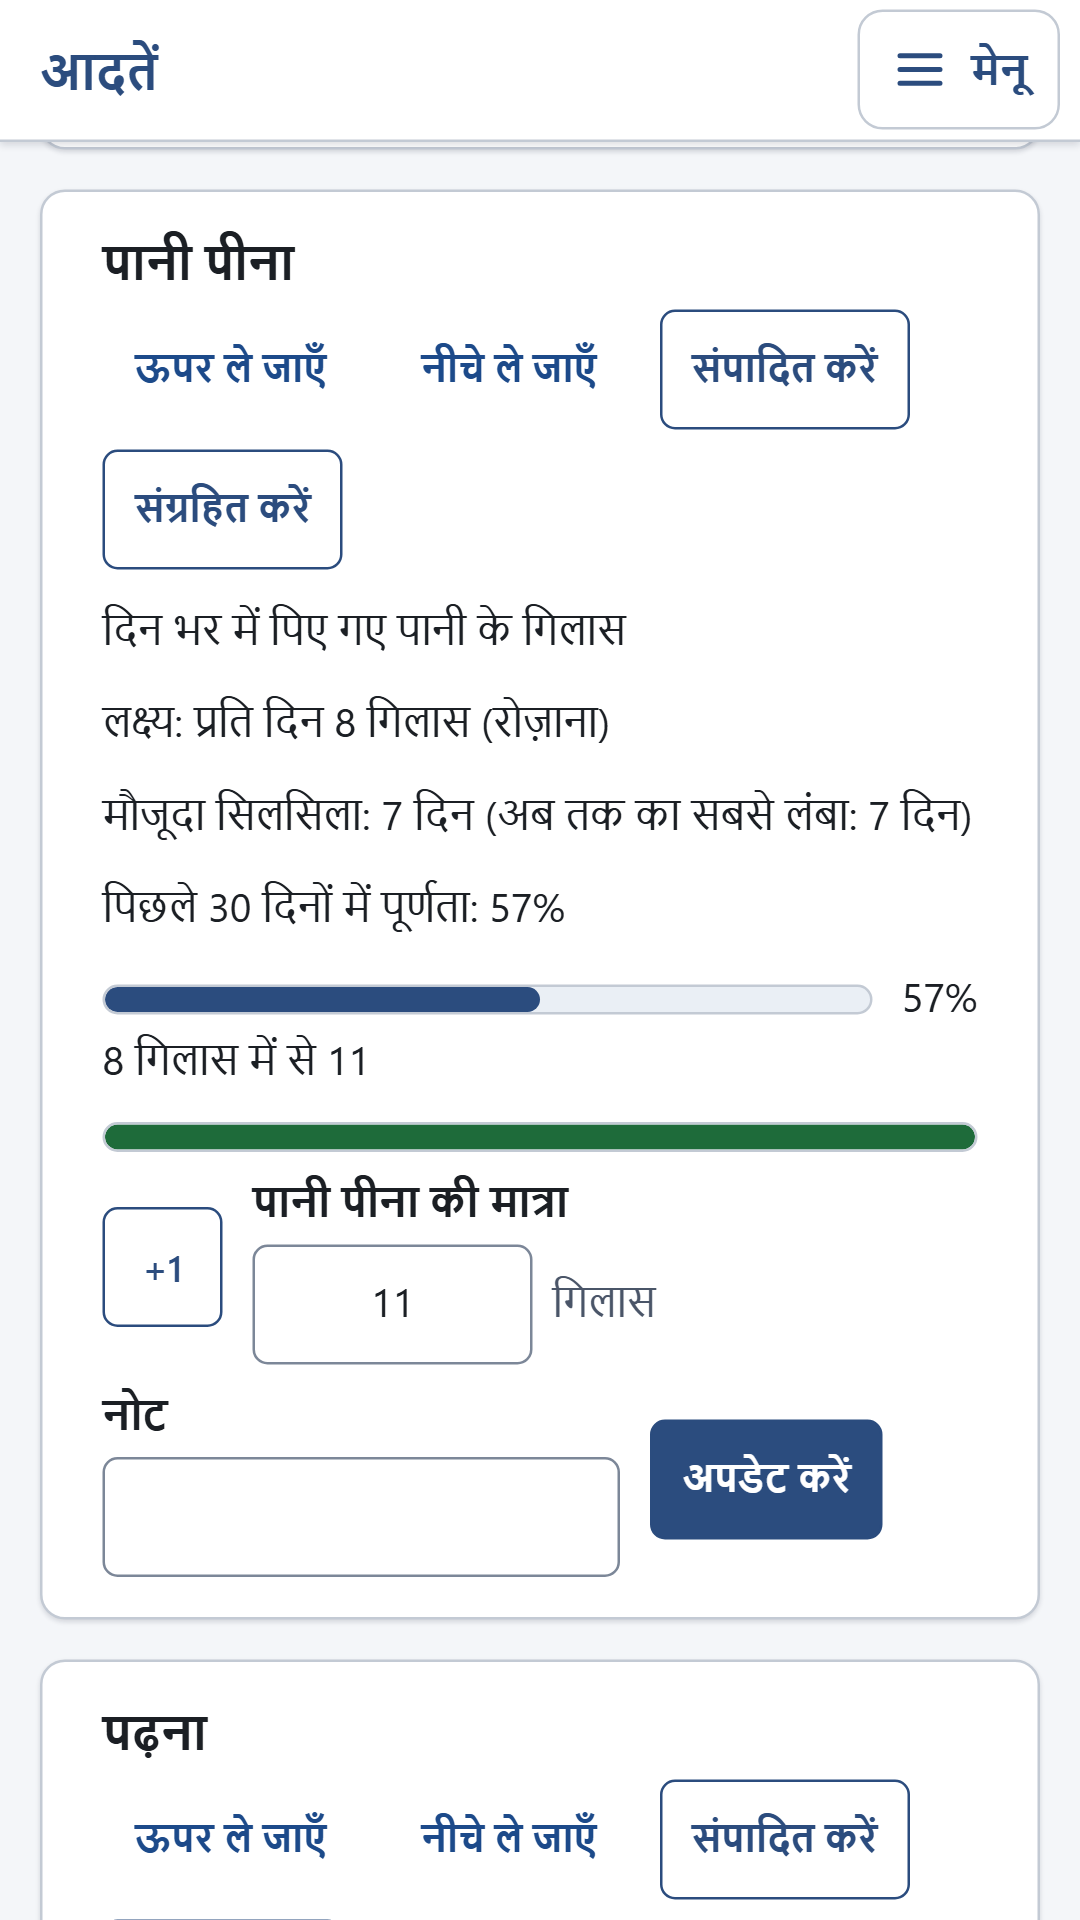 आदतें
मेनू
पानी पीना
ऊपर ले जाएँ
नीचे ले जाएँ
संपादित करें
संग्रहित करें
दिन भर में पिए गए पानी के गिलास
लक्ष्य: प्रति दिन 8 गिलास (रोज़ाना)
मौजूदा सिलसिला: 7 दिन (अब तक का सबसे लंबा: 7 दिन)
पिछले 30 दिनों में पूर्णता: 57%
57%
8 गिलास में से 11
पानी पीना की मात्रा
+1
11 गिलास
नोट
अपडेट करें
पढ़ना
ऊपर ले जाएँ
नीचे ले जाएँ
संपादित करें